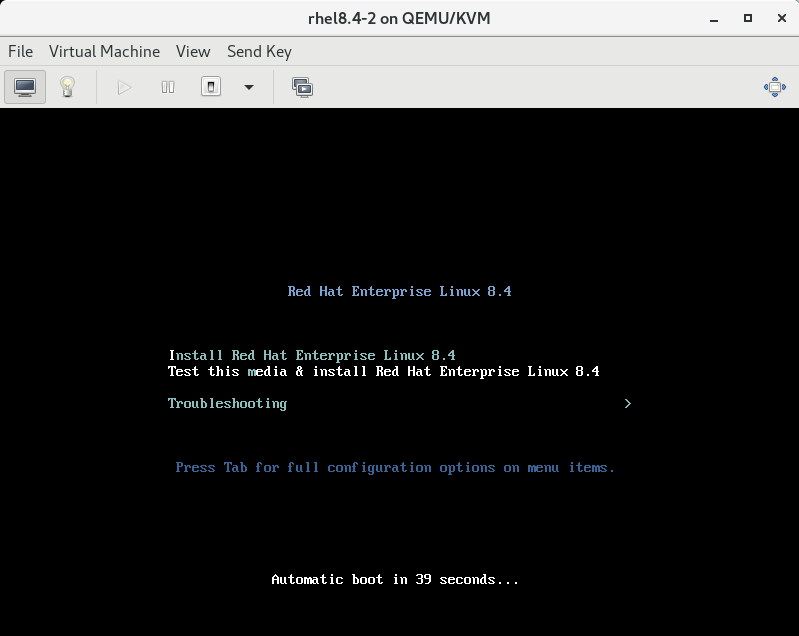 rhel8.4-2 on QEMU/KVM
File Virtual Machine View Send Key
Red Hat Enterprise Linux 8.4
Install Red Hat Enterprise Linux 8.4
Test this media & install Red Hat Enterprise Linux 8.4
Troubleshooting >
Press Tab for full configuration options on menu items.
Automatic boot in 39 seconds...